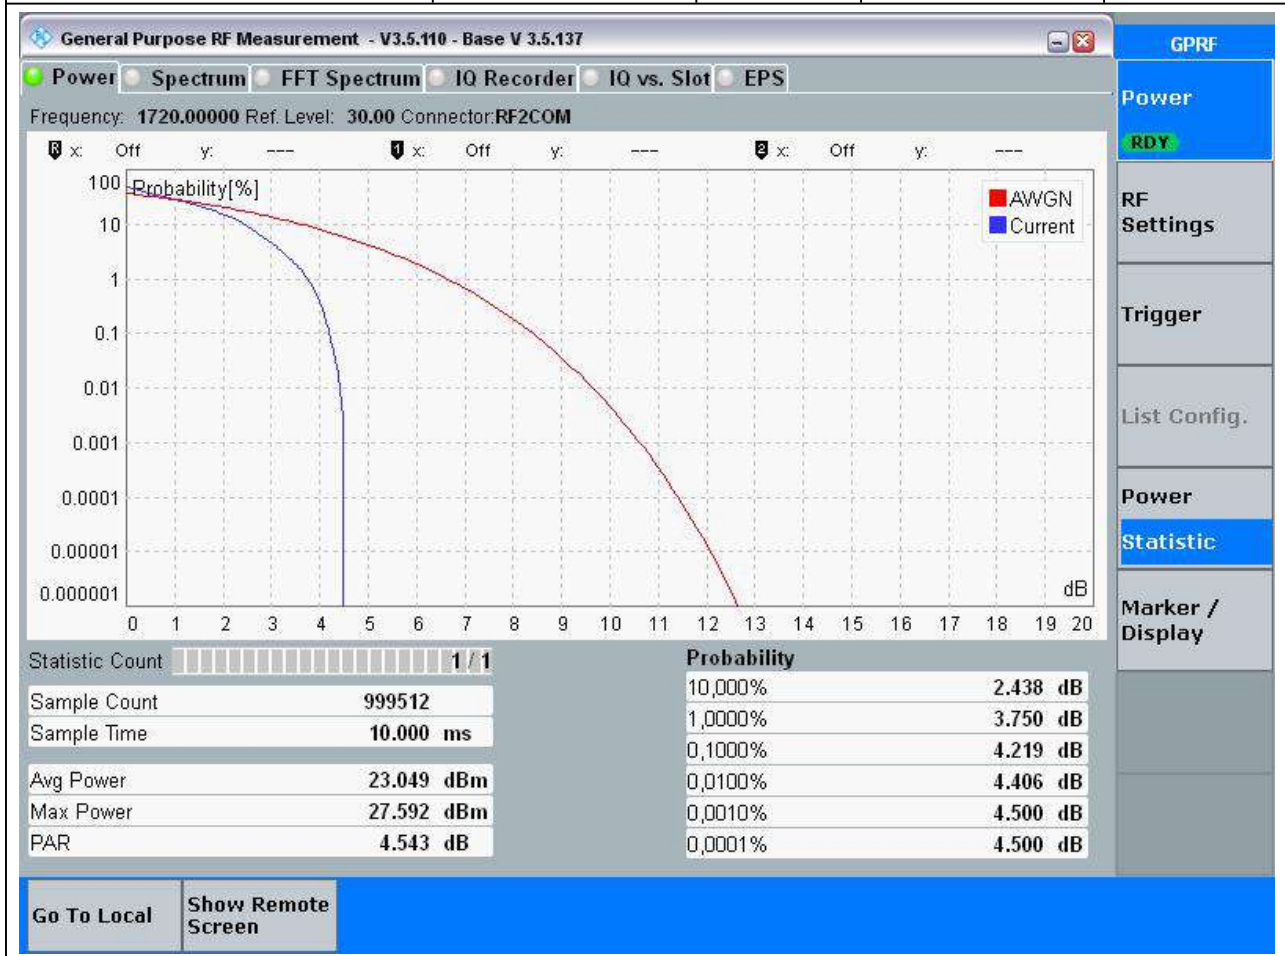 General Purpose RF Measurement - V3.5.110 - Base V 3.5.137
GPRF
Power Spectrum FFT Spectrum IQ Recorder IQ vs. Slot EPS
Frequency: 1720.00000 Ref. Level: 30.00 Connector:RF2COM
R x: Off y: --- 1 x: Off y: --- 2 x: Off y: ---
Probability[%]
AWGN
Current
100
10
1
0.1
0.01
0.001
0.0001
0.00001
0.000001
dB
0 1 2 3 4 5 6 7 8 9 10 11 12 13 14 15 16 17 18 19 20
Statistic Count 1 / 1
Sample Count 999512
Sample Time 10.000 ms
Avg Power 23.049 dBm
Max Power 27.592 dBm
PAR 4.543 dB
Probability
10,000% 2.438 dB
1,0000% 3.750 dB
0,1000% 4.219 dB
0,0100% 4.406 dB
0,0010% 4.500 dB
0,0001% 4.500 dB
Power
RDY
RF
Settings
Trigger
List Config.
Power
Statistic
Marker /
Display
Go To Local
Show Remote
Screen